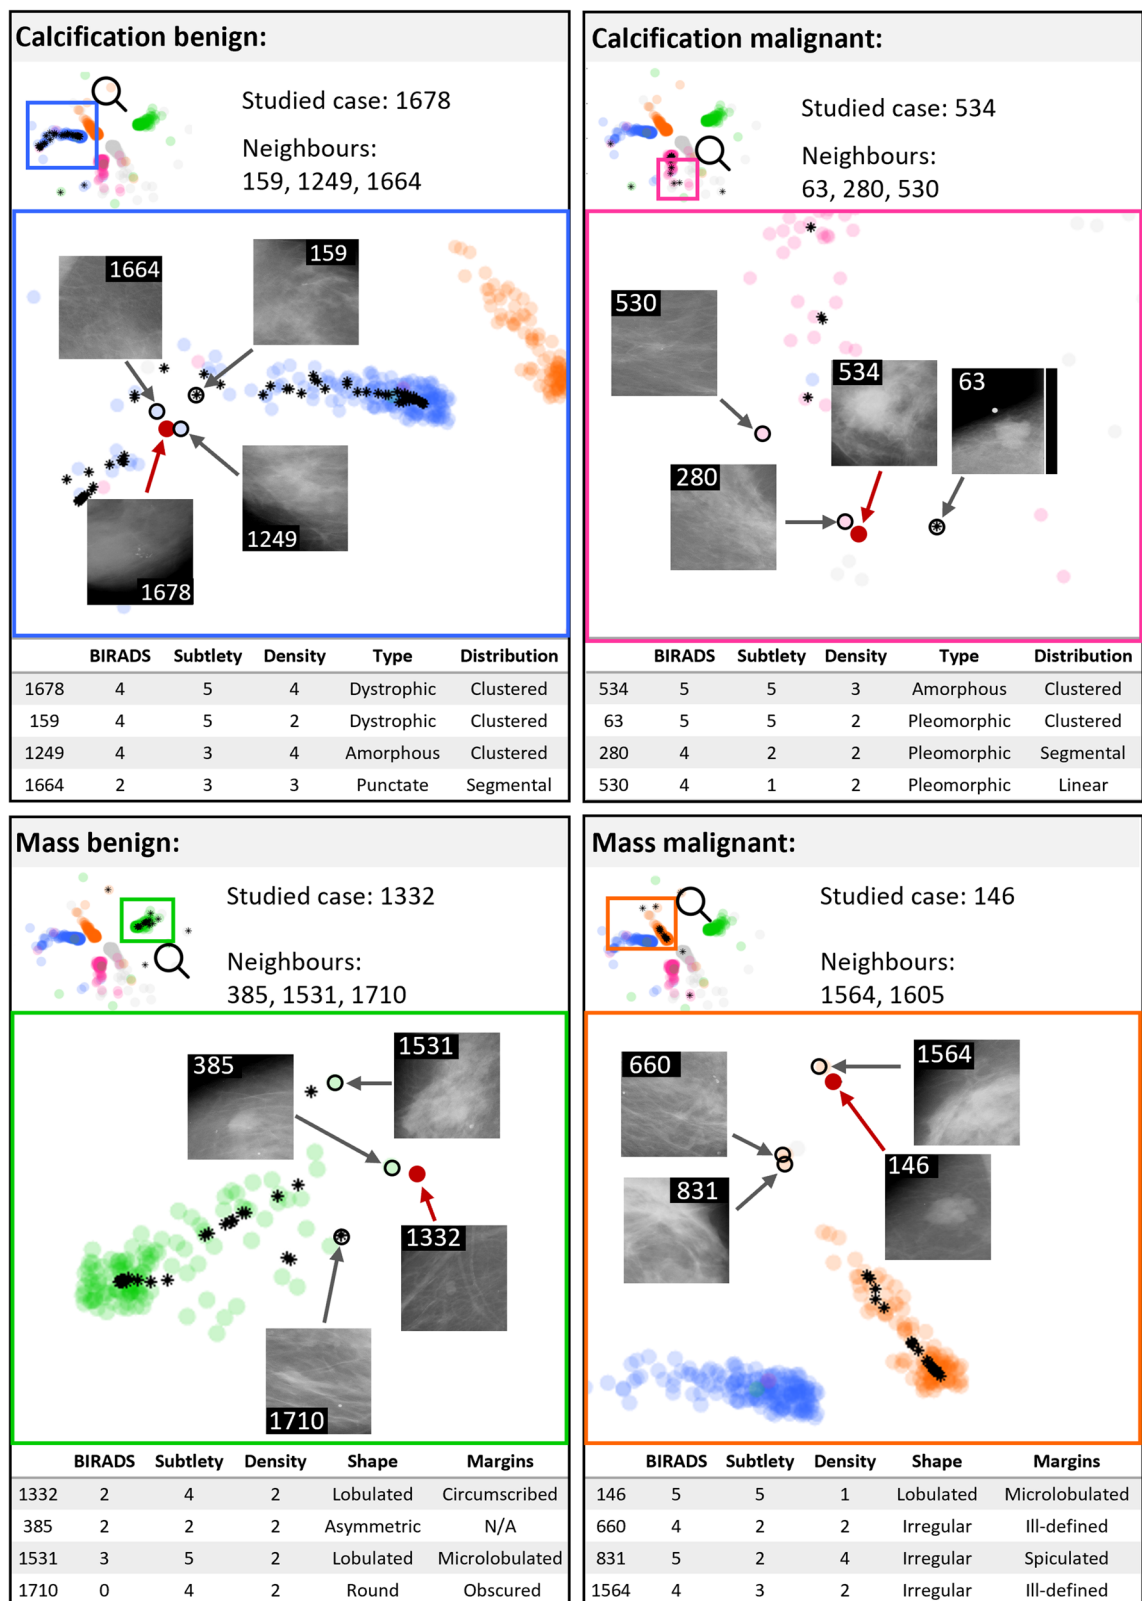 Calcification benign:
Studied case: 1678
Neighbours:
159, 1249, 1664
1664
159
1249
1678
BIRADS Subtlety Density Type Distribution
1678 4 5 4 Dystrophic Clustered
159 4 5 2 Dystrophic Clustered
1249 4 3 4 Amorphous Clustered
1664 2 3 3 Punctate Segmental
Calcification malignant:
Studied case: 534
Neighbours:
63, 280, 530
530
534
63
280
BIRADS Subtlety Density Type Distribution
534 5 5 3 Amorphous Clustered
63 5 5 2 Pleomorphic Clustered
280 4 2 2 Pleomorphic Segmental
530 4 1 2 Pleomorphic Linear
Mass benign:
Studied case: 1332
Neighbours:
385, 1531, 1710
385
1531
1332
1710
BIRADS Subtlety Density Shape Margins
1332 2 4 2 Lobulated Circumscribed
385 2 2 2 Asymmetric N/A
1531 3 5 2 Lobulated Microlobulated
1710 0 4 2 Round Obscured
Mass malignant:
Studied case: 146
Neighbours:
1564, 1605
660
1564
831
146
BIRADS Subtlety Density Shape Margins
146 5 5 1 Lobulated Microlobulated
660 4 2 2 Irregular Ill-defined
831 5 2 4 Irregular Spiculated
1564 4 3 2 Irregular Ill-defined